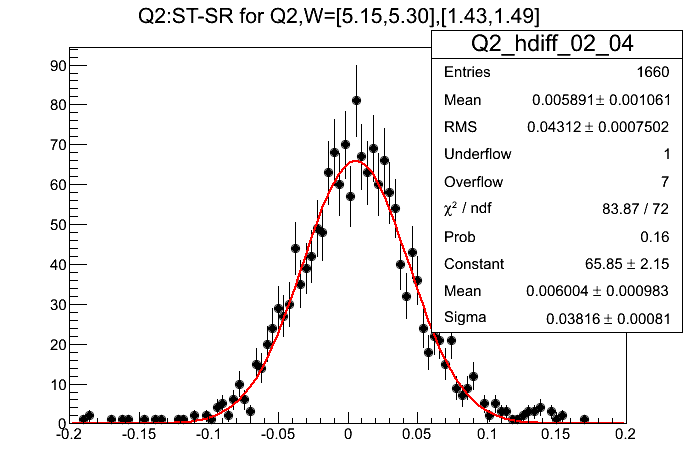 Q2:ST-SR for Q2,W=[5.15,5.30],[1.43,1.49]
Q2_hdiff_02_04
Entries 1660
Mean 0.005891 ± 0.001061
RMS 0.04312 ± 0.0007502
Underflow 1
Overflow 7
χ² / ndf 83.87 / 72
Prob 0.16
Constant 65.85 ± 2.15
Mean 0.006004 ± 0.000983
Sigma 0.03816 ± 0.00081
90
80
70
60
50
40
30
20
10
0
-0.2 -0.15 -0.1 -0.05 0 0.05 0.1 0.15 0.2